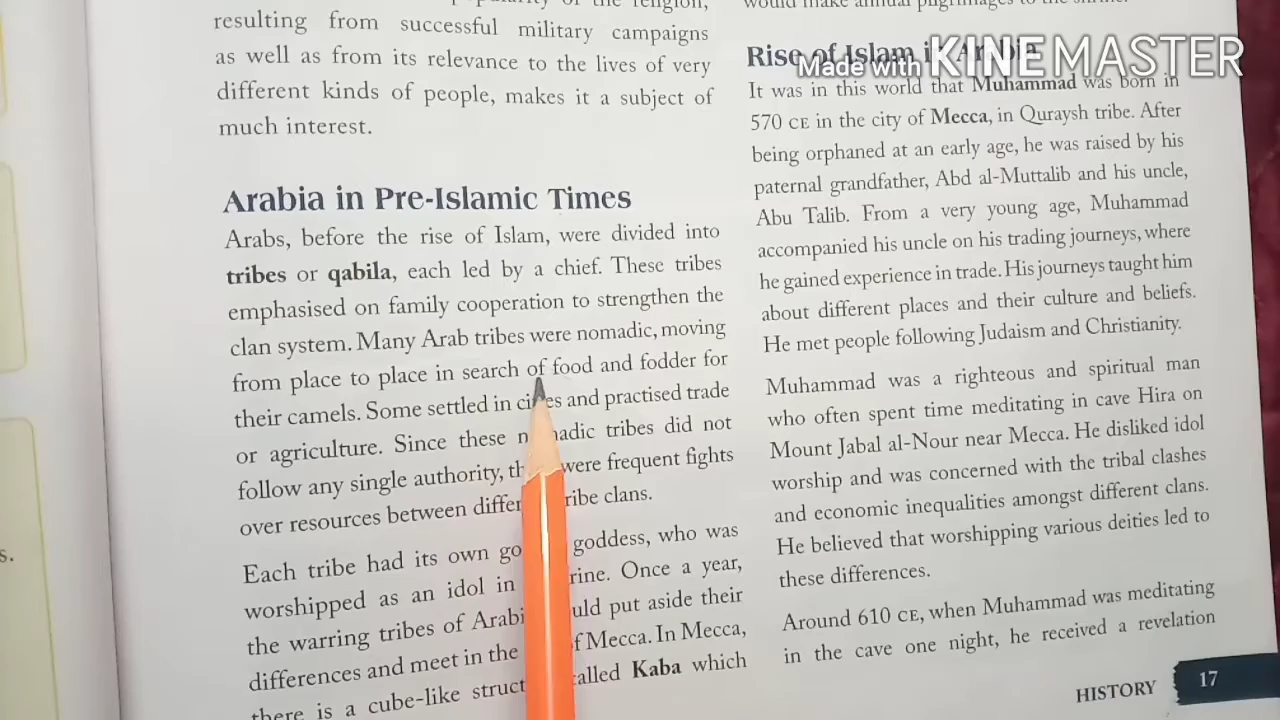 of the religion,
resulting from successful military campaigns
as well as from its relevance to the lives of very
different kinds of people, makes it a subject of
much interest.
Arabia in Pre-Islamic Times
Arabs, before the rise of Islam, were divided into
tribes or qabila, each led by a chief. These tribes
emphasised on family cooperation to strengthen the
clan system. Many Arab tribes were nomadic, moving
from place to place in search of food and fodder for
their camels. Some settled in and practised trade
or agriculture. Since these tribes did not
follow any single authority, were frequent fights
over resources between clans.
Each tribe had its own goddess, who was
worshipped as an idol in Once a year,
the warring tribes of put aside their
differences and meet in the Mecca. In Mecca,
there is a cube-like Kaba which
would make annual pilgrimages to the shrine.
Rise of Islam in
Made with KINEMASTER
It was in this world that Muhammad was born in
570 CE in the city of Mecca, in Quraysh tribe. After
being orphaned at an early age, he was raised by his
paternal grandfather, Abd al-Muttalib and his uncle,
Abu Talib. From a very young age, Muhammad
accompanied his uncle on his trading journeys, where
he gained experience in trade. His journeys taught him
about different places and their culture and beliefs.
He met people following Judaism and Christianity.
Muhammad was a righteous and spiritual man
who often spent time meditating in cave Hira on
Mount Jabal al-Nour near Mecca. He disliked idol
worship and was concerned with the tribal clashes
and economic inequalities amongst different clans.
He believed that worshipping various deities led to
these differences.
Around 610 CE, when Muhammad was meditating
in the cave one night, he received a revelation
HISTORY 17
s.